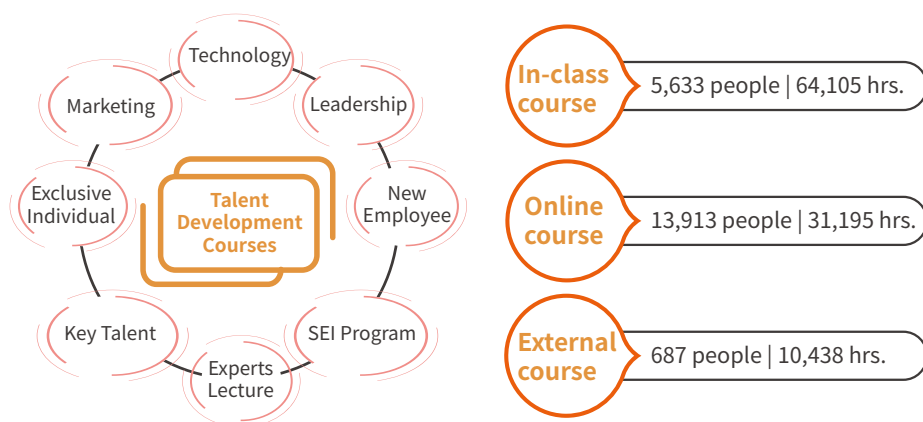 Technology
Marketing
Leadership
Exclusive
Individual
Talent
Development
Courses
New
Employee
Key Talent
SEI Program
Experts
Lecture
In-class
course
5,633 people | 64,105 hrs.
Online
course
13,913 people | 31,195 hrs.
External
course
687 people | 10,438 hrs.